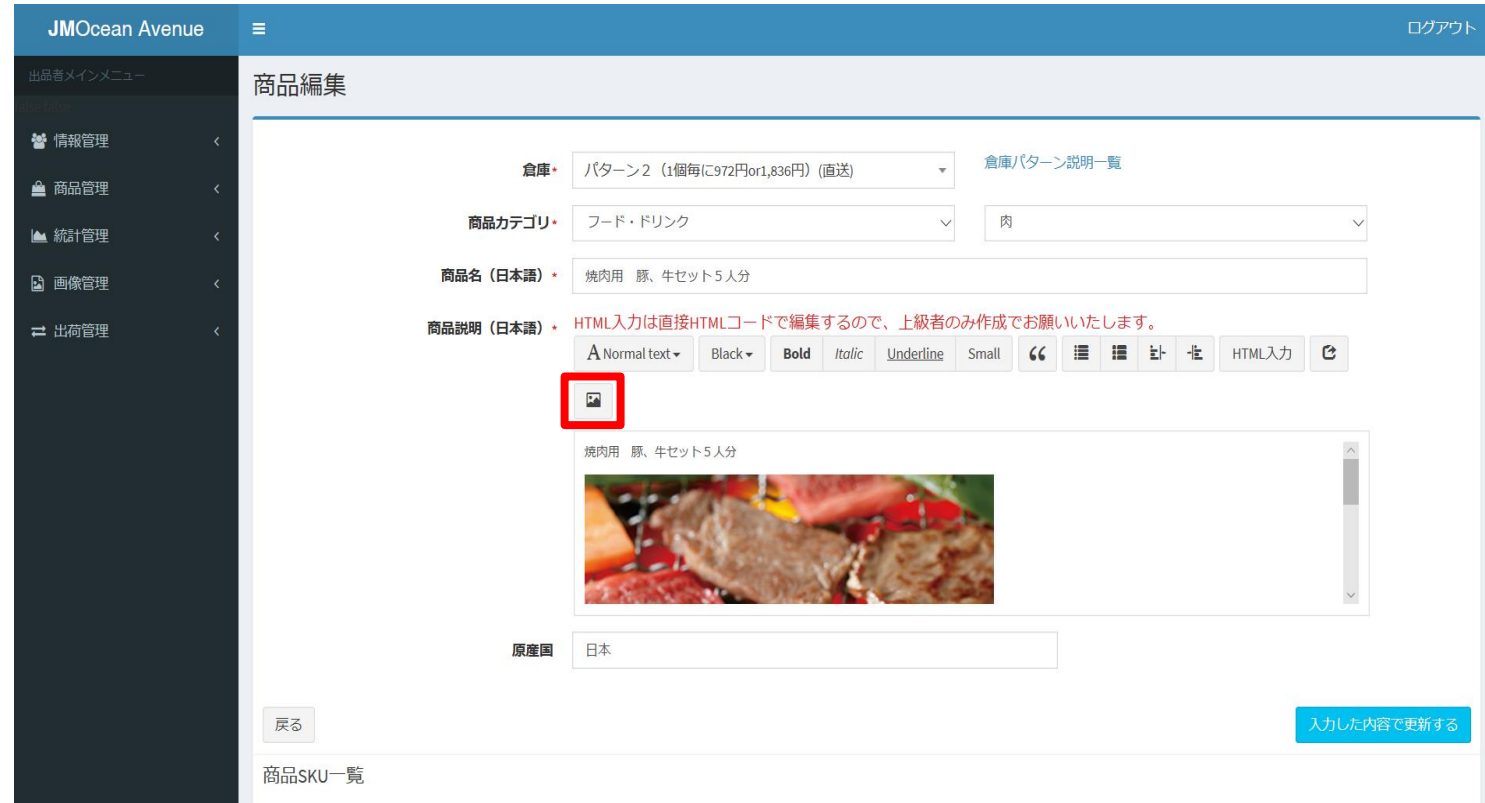 JMOcean Avenue
ログアウト
出品者メインメニュー
商品編集
情報管理
商品管理
統計管理
画像管理
出荷管理
倉庫* パターン２（1個毎に972円or1,836円）(直送) 倉庫パターン説明一覧
商品カテゴリ* フード・ドリンク 肉
商品名（日本語）* 焼肉用　豚、牛セット５人分
商品説明（日本語）* HTML入力は直接HTMLコードで編集するので、上級者のみ作成でお願いいたします。
A Normal text Black Bold Italic Underline Small HTML入力
焼肉用　豚、牛セット５人分
原産国 日本
戻る 入力した内容で更新する
商品SKU一覧